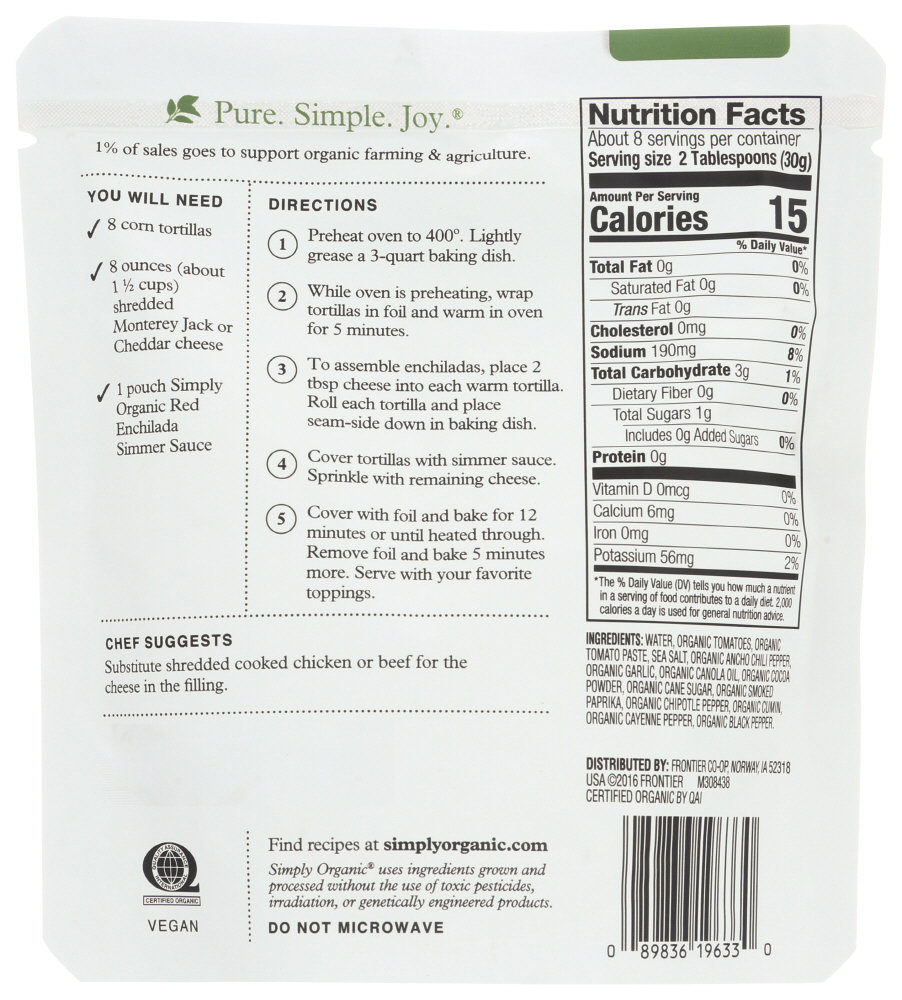 Pure. Simple. Joy.®
1% of sales goes to support organic farming & agriculture.
YOU WILL NEED
✓ 8 corn tortillas
✓ 8 ounces (about
1 ½ cups)
shredded
Monterey Jack or
Cheddar cheese
✓ 1 pouch Simply
Organic Red
Enchilada
Simmer Sauce
DIRECTIONS
1 Preheat oven to 400º. Lightly
grease a 3-quart baking dish.
2 While oven is preheating, wrap
tortillas in foil and warm in oven
for 5 minutes.
3 To assemble enchiladas, place 2
tbsp cheese into each warm tortilla.
Roll each tortilla and place
seam-side down in baking dish.
4 Cover tortillas with simmer sauce.
Sprinkle with remaining cheese.
5 Cover with foil and bake for 12
minutes or until heated through.
Remove foil and bake 5 minutes
more. Serve with your favorite
toppings.
CHEF SUGGESTS
Substitute shredded cooked chicken or beef for the
cheese in the filling.
CERTIFIED ORGANIC
VEGAN
Find recipes at simplyorganic.com
Simply Organic® uses ingredients grown and
processed without the use of toxic pesticides,
irradiation, or genetically engineered products.
DO NOT MICROWAVE
Nutrition Facts
About 8 servings per container
Serving size 2 Tablespoons (30g)
Amount Per Serving
Calories 15
% Daily Value*
Total Fat 0g 0%
Saturated Fat 0g 0%
Trans Fat 0g
Cholesterol 0mg 0%
Sodium 190mg 8%
Total Carbohydrate 3g 1%
Dietary Fiber 0g 0%
Total Sugars 1g
Includes 0g Added Sugars 0%
Protein 0g
Vitamin D 0mcg 0%
Calcium 6mg 0%
Iron 0mg 0%
Potassium 56mg 2%
*The % Daily Value (DV) tells you how much a nutrient
in a serving of food contributes to a daily diet. 2,000
calories a day is used for general nutrition advice.
INGREDIENTS: WATER, ORGANIC TOMATOES, ORGANIC
TOMATO PASTE, SEA SALT, ORGANIC ANCHO CHILI PEPPER,
ORGANIC GARLIC, ORGANIC CANOLA OIL, ORGANIC COCOA
POWDER, ORGANIC CANE SUGAR, ORGANIC SMOKED
PAPRIKA, ORGANIC CHIPOTLE PEPPER, ORGANIC CUMIN,
ORGANIC CAYENNE PEPPER, ORGANIC BLACK PEPPER.
DISTRIBUTED BY: FRONTIER CO-OP, NORWAY, IA 52318
USA ©2016 FRONTIER M308438
CERTIFIED ORGANIC BY QAI
0 89836 19633 0